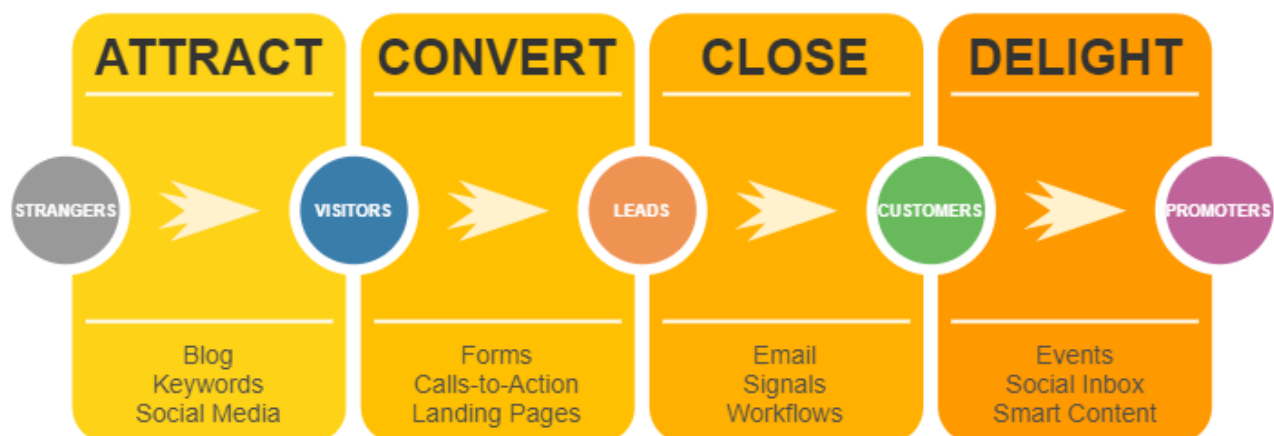 ATTRACT
CONVERT
CLOSE
DELIGHT
STRANGERS
VISITORS
LEADS
CUSTOMERS
PROMOTERS
Blog
Keywords
Social Media
Forms
Calls-to-Action
Landing Pages
Email
Signals
Workflows
Events
Social Inbox
Smart Content